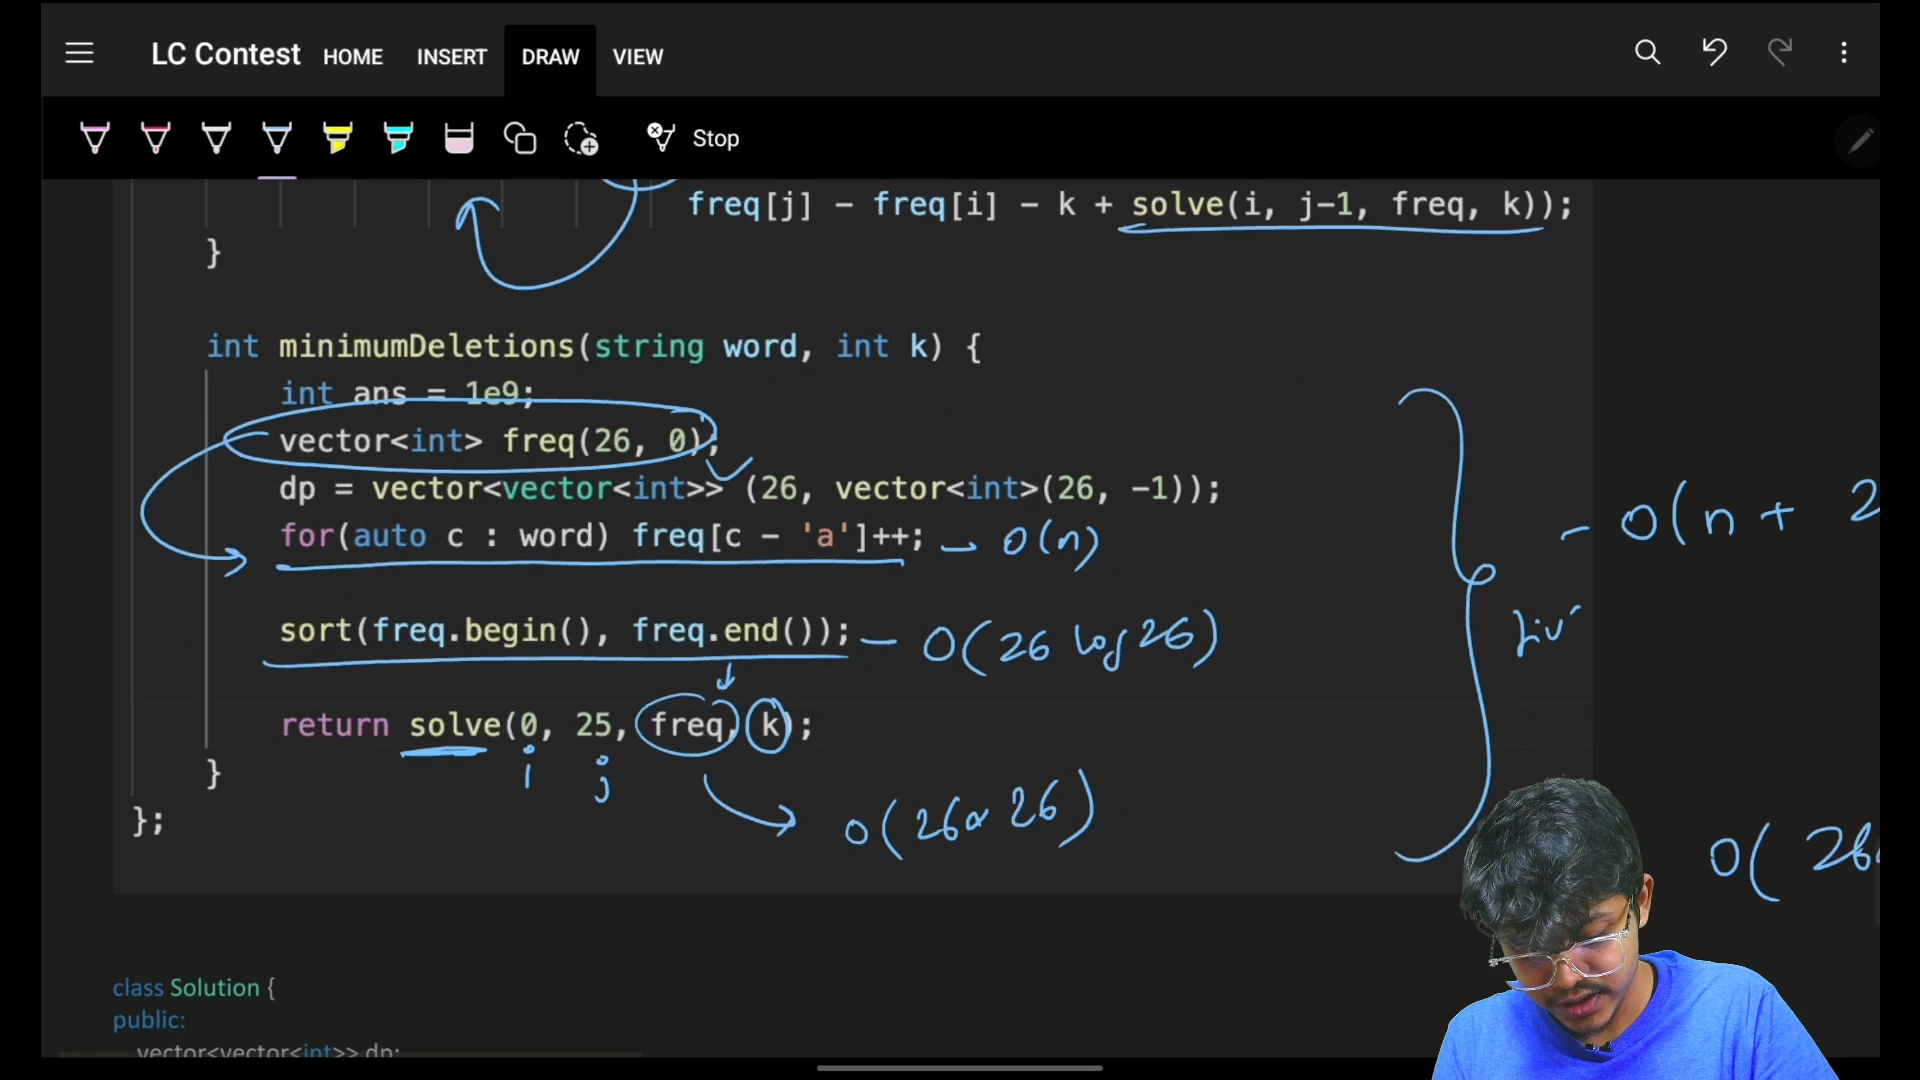 LC Contest HOME INSERT DRAW VIEW
Stop
freq[j] - freq[i] - k + solve(i, j-1, freq, k));
}
int minimumDeletions(string word, int k) {
int ans = 1e9;
vector<int> freq(26, 0);
dp = vector<vector<int>> (26, vector<int>(26, -1));
for(auto c : word) freq[c - 'a']++; - O(n)
- O(n + 2
sort(freq.begin(), freq.end()); - O(26 log 26)
return solve(0, 25, freq, k);
i j
}
O(26 * 26)
};
O( 26
class Solution {
public:
vector<vector<int>> dp;